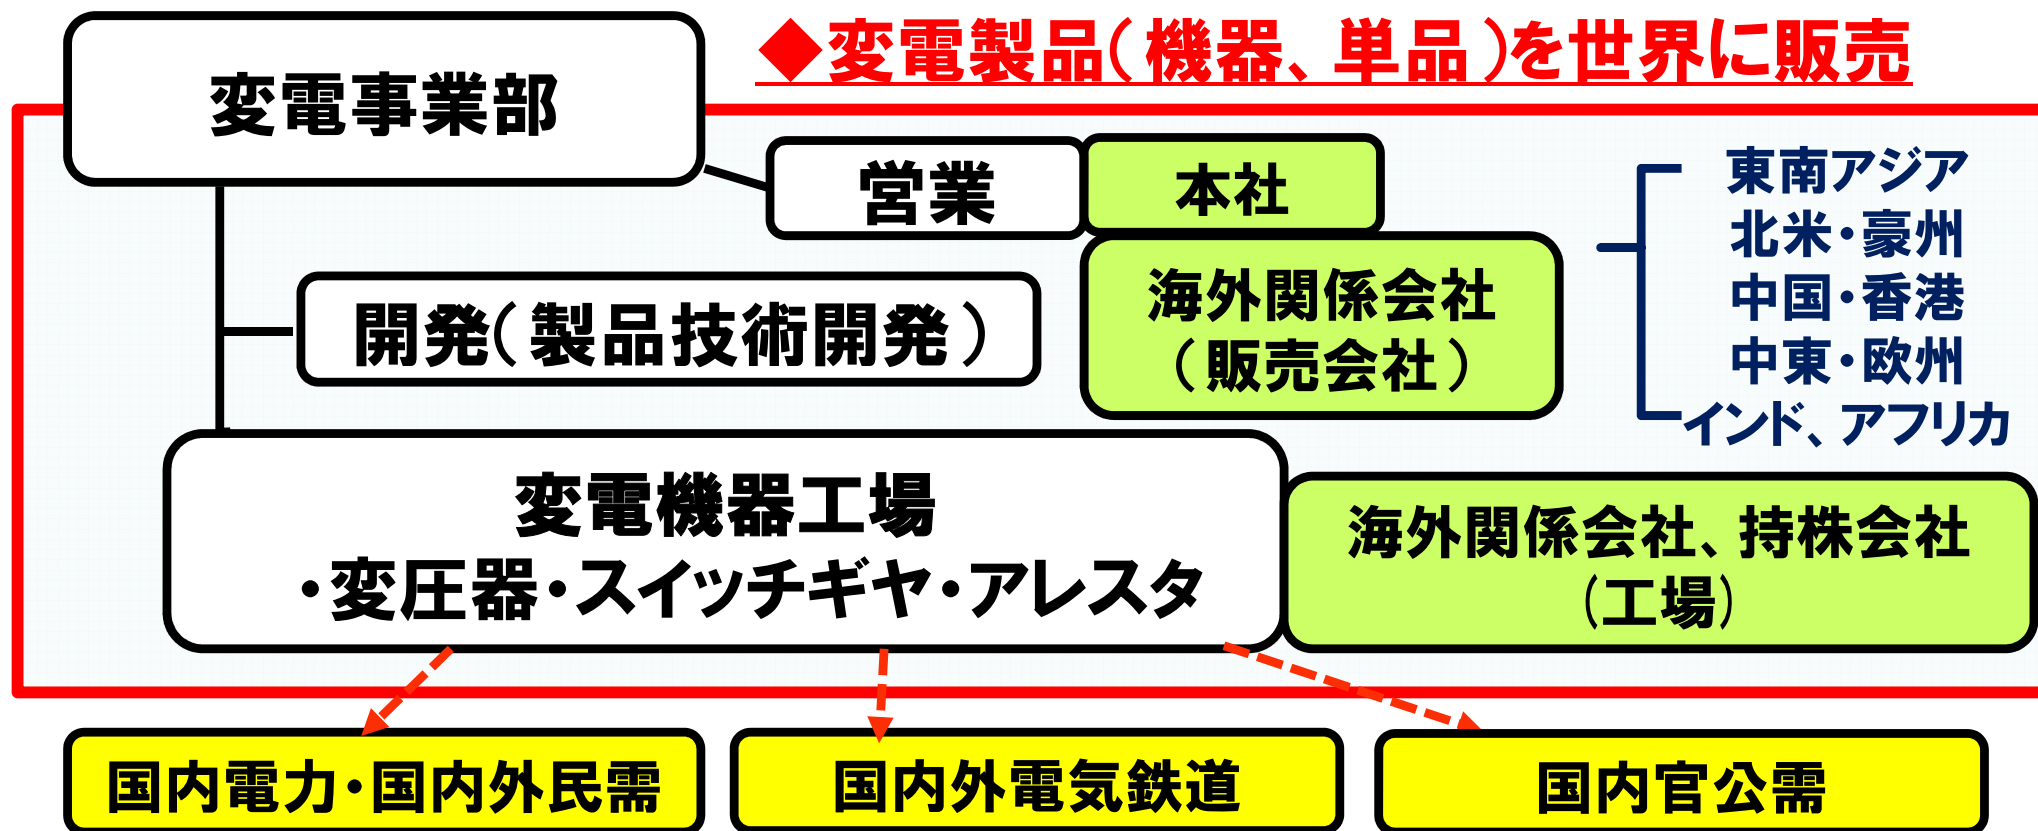 ◆変電製品(機器、単品)を世界に販売
変電事業部
営業
本社
海外関係会社
(販売会社)
東南アジア
北米・豪州
中国・香港
中東・欧州
インド、アフリカ
開発(製品技術開発)
変電機器工場
・変圧器・スイッチギヤ・アレスタ
海外関係会社、持株会社
(工場)
国内電力・国内外民需
国内外電気鉄道
国内官公需